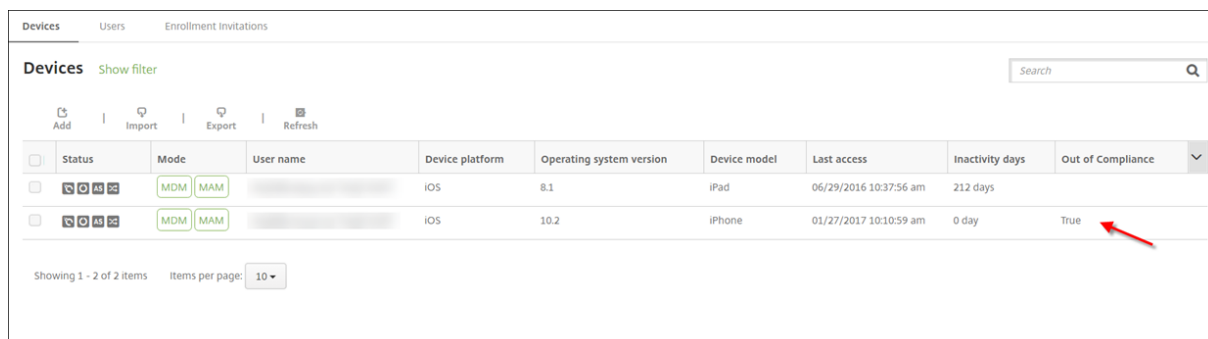 Devices Users Enrollment Invitations
Devices Show filter
Search
Add | Import | Export | Refresh
Status Mode User name Device platform Operating system version Device model Last access Inactivity days Out of Compliance
AS MDM MAM iOS 8.1 iPad 06/29/2016 10:37:56 am 212 days
AS MDM MAM iOS 10.2 iPhone 01/27/2017 10:10:59 am 0 day True
Showing 1 - 2 of 2 items Items per page: 10